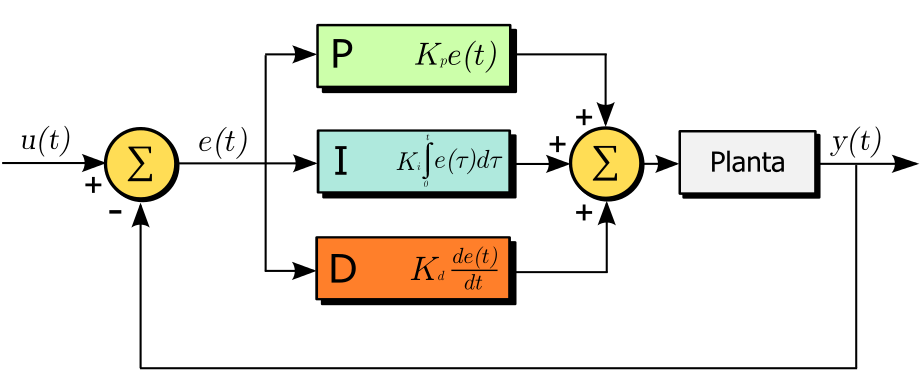 u(t)
+
-
Σ
e(t)
P K_p e(t)
I K_i ∫_0^t e(τ)dτ
D K_d de(t)/dt
+
+
+
Σ
Planta
y(t)